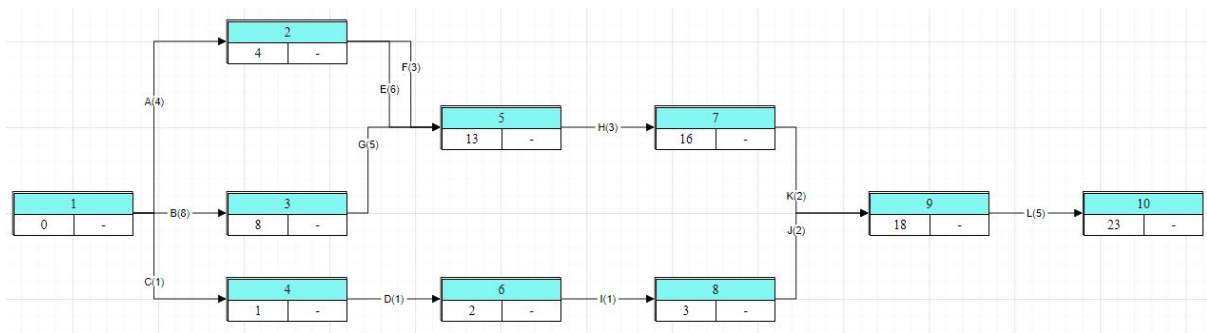 2
4 -
F(3)
E(6)
A(4)
5
13 -
H(3)
7
16 -
G(5)
1
0 -
B(8)
3
8 -
K(2)
J(2)
9
18 -
L(5)
10
23 -
C(1)
4
1 -
D(1)
6
2 -
I(1)
8
3 -